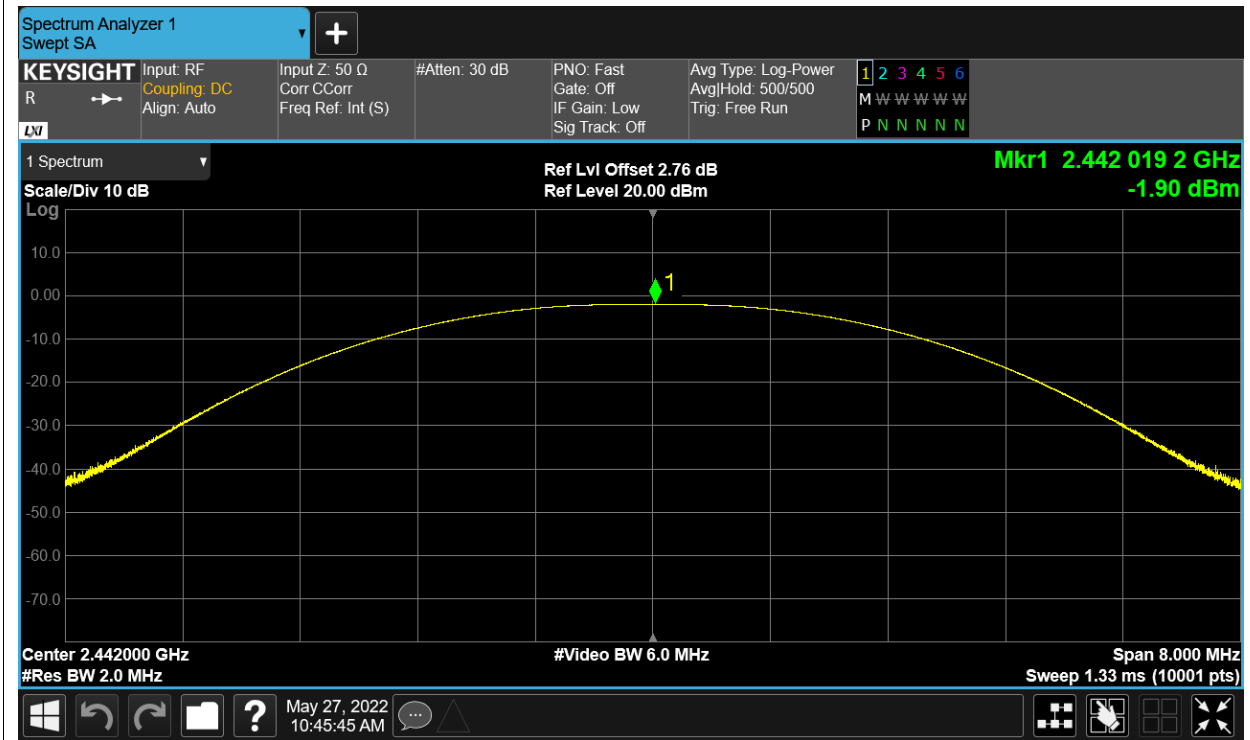 Spectrum Analyzer 1
Swept SA
+
KEYSIGHT
R
LXI
Input: RF
Coupling: DC
Align: Auto
Input Z: 50 Ω
Corr CCorr
Freq Ref: Int (S)
#Atten: 30 dB
PNO: Fast
Gate: Off
IF Gain: Low
Sig Track: Off
Avg Type: Log-Power
Avg|Hold: 500/500
Trig: Free Run
1 2 3 4 5 6
M W W W W W
P N N N N N
1 Spectrum
Scale/Div 10 dB
Log
Ref Lvl Offset 2.76 dB
Ref Level 20.00 dBm
Mkr1 2.442 019 2 GHz
-1.90 dBm
1
10.0
0.00
-10.0
-20.0
-30.0
-40.0
-50.0
-60.0
-70.0
Center 2.442000 GHz
#Res BW 2.0 MHz
#Video BW 6.0 MHz
Span 8.000 MHz
Sweep 1.33 ms (10001 pts)
?
May 27, 2022
10:45:45 AM